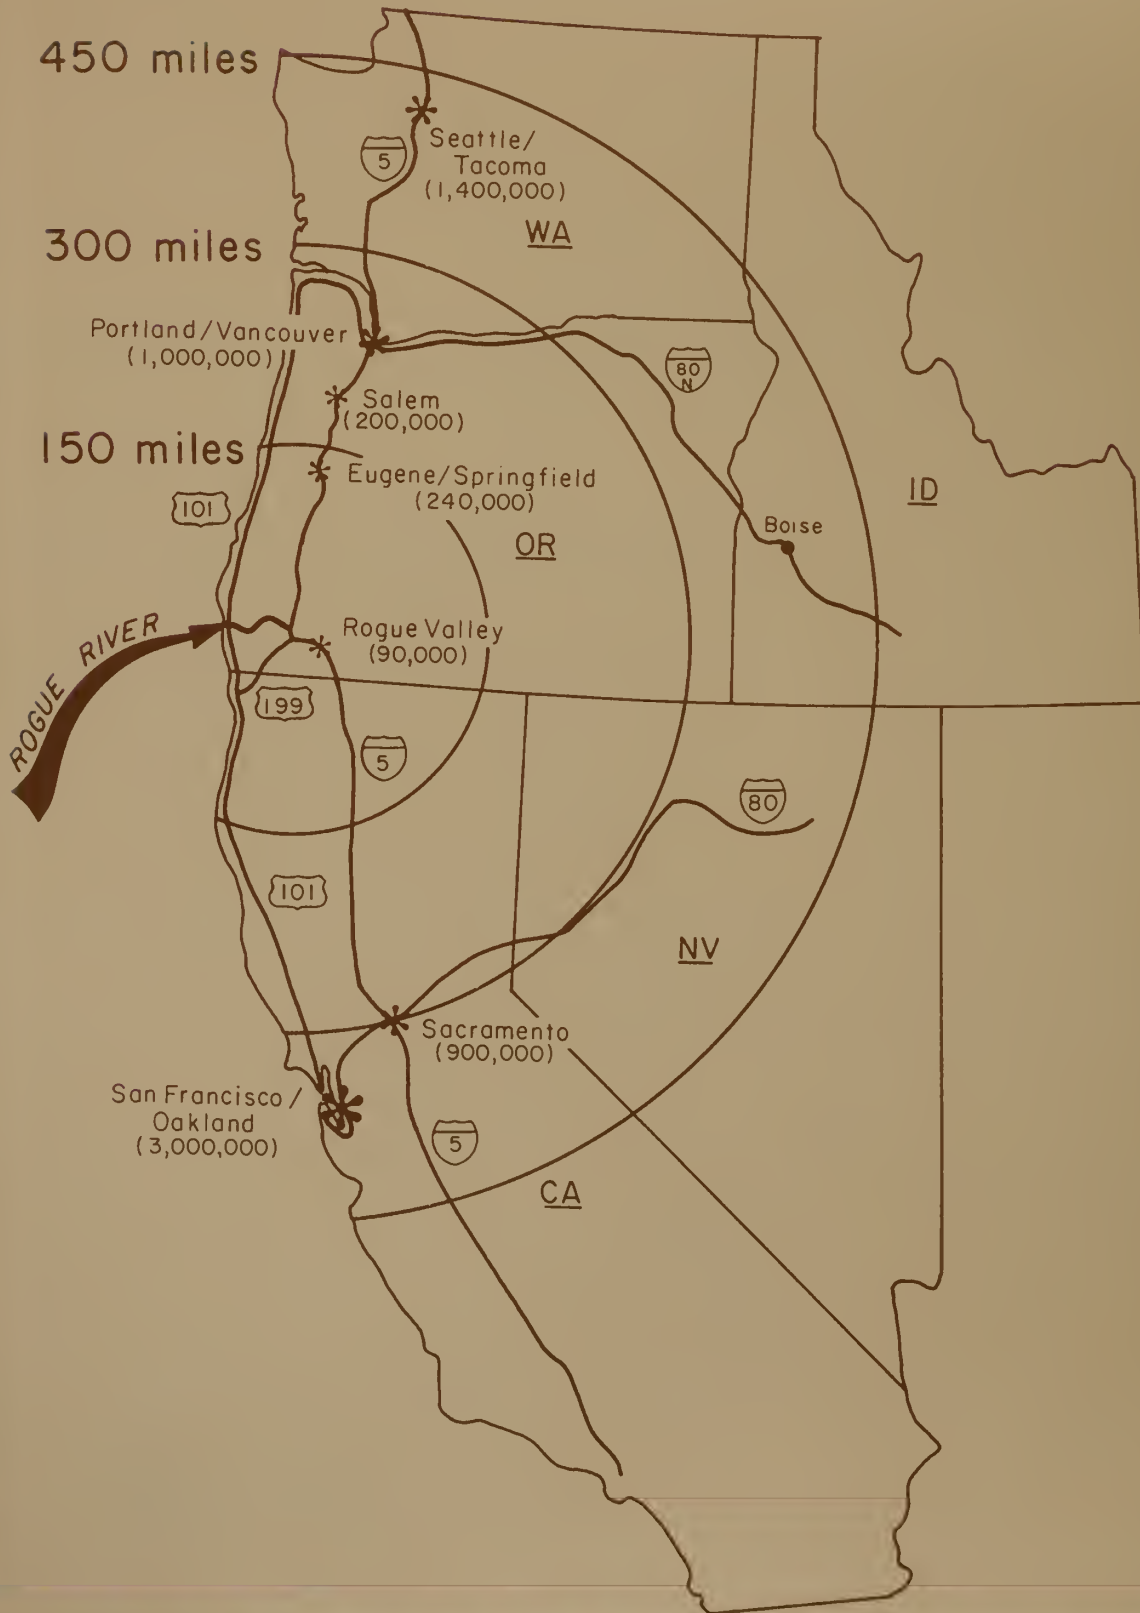 450 miles
5
Seattle/
Tacoma
(1,400,000)
WA
300 miles
Portland/Vancouver
(1,000,000)
80
N
Salem
(200,000)
150 miles
Eugene/Springfield
(240,000)
101
ID
Boise
OR
ROGUE RIVER
Rogue Valley
(90,000)
199
5
80
101
NV
Sacramento
(900,000)
San Francisco/
Oakland
(3,000,000)
5
CA